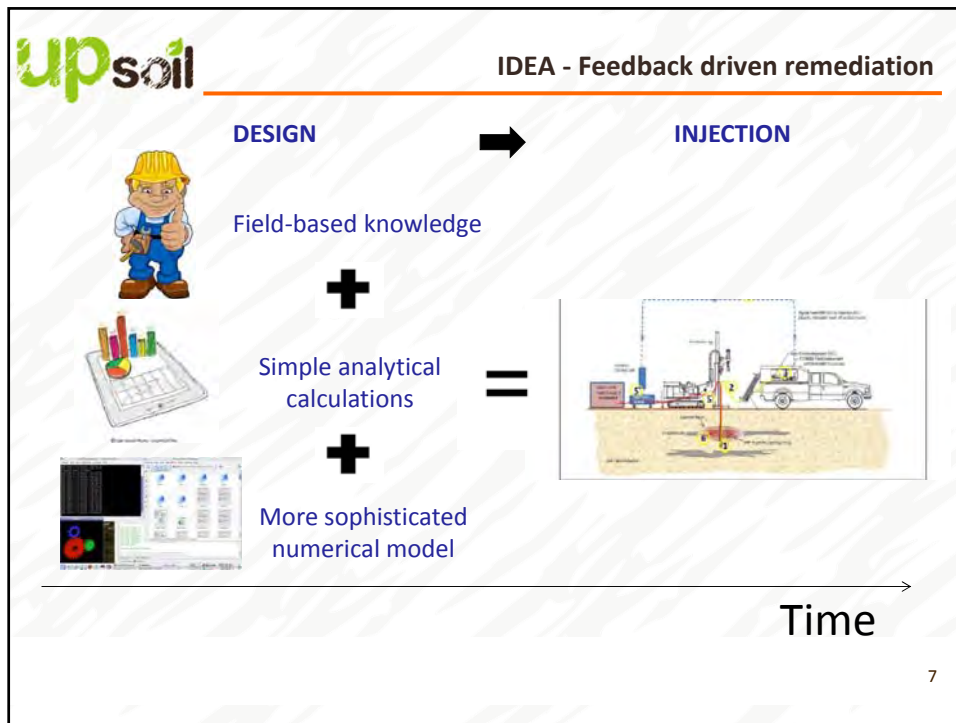 upsoil
IDEA - Feedback driven remediation
DESIGN
INJECTION
Field-based knowledge
Simple analytical
calculations
More sophisticated
numerical model
Time
7